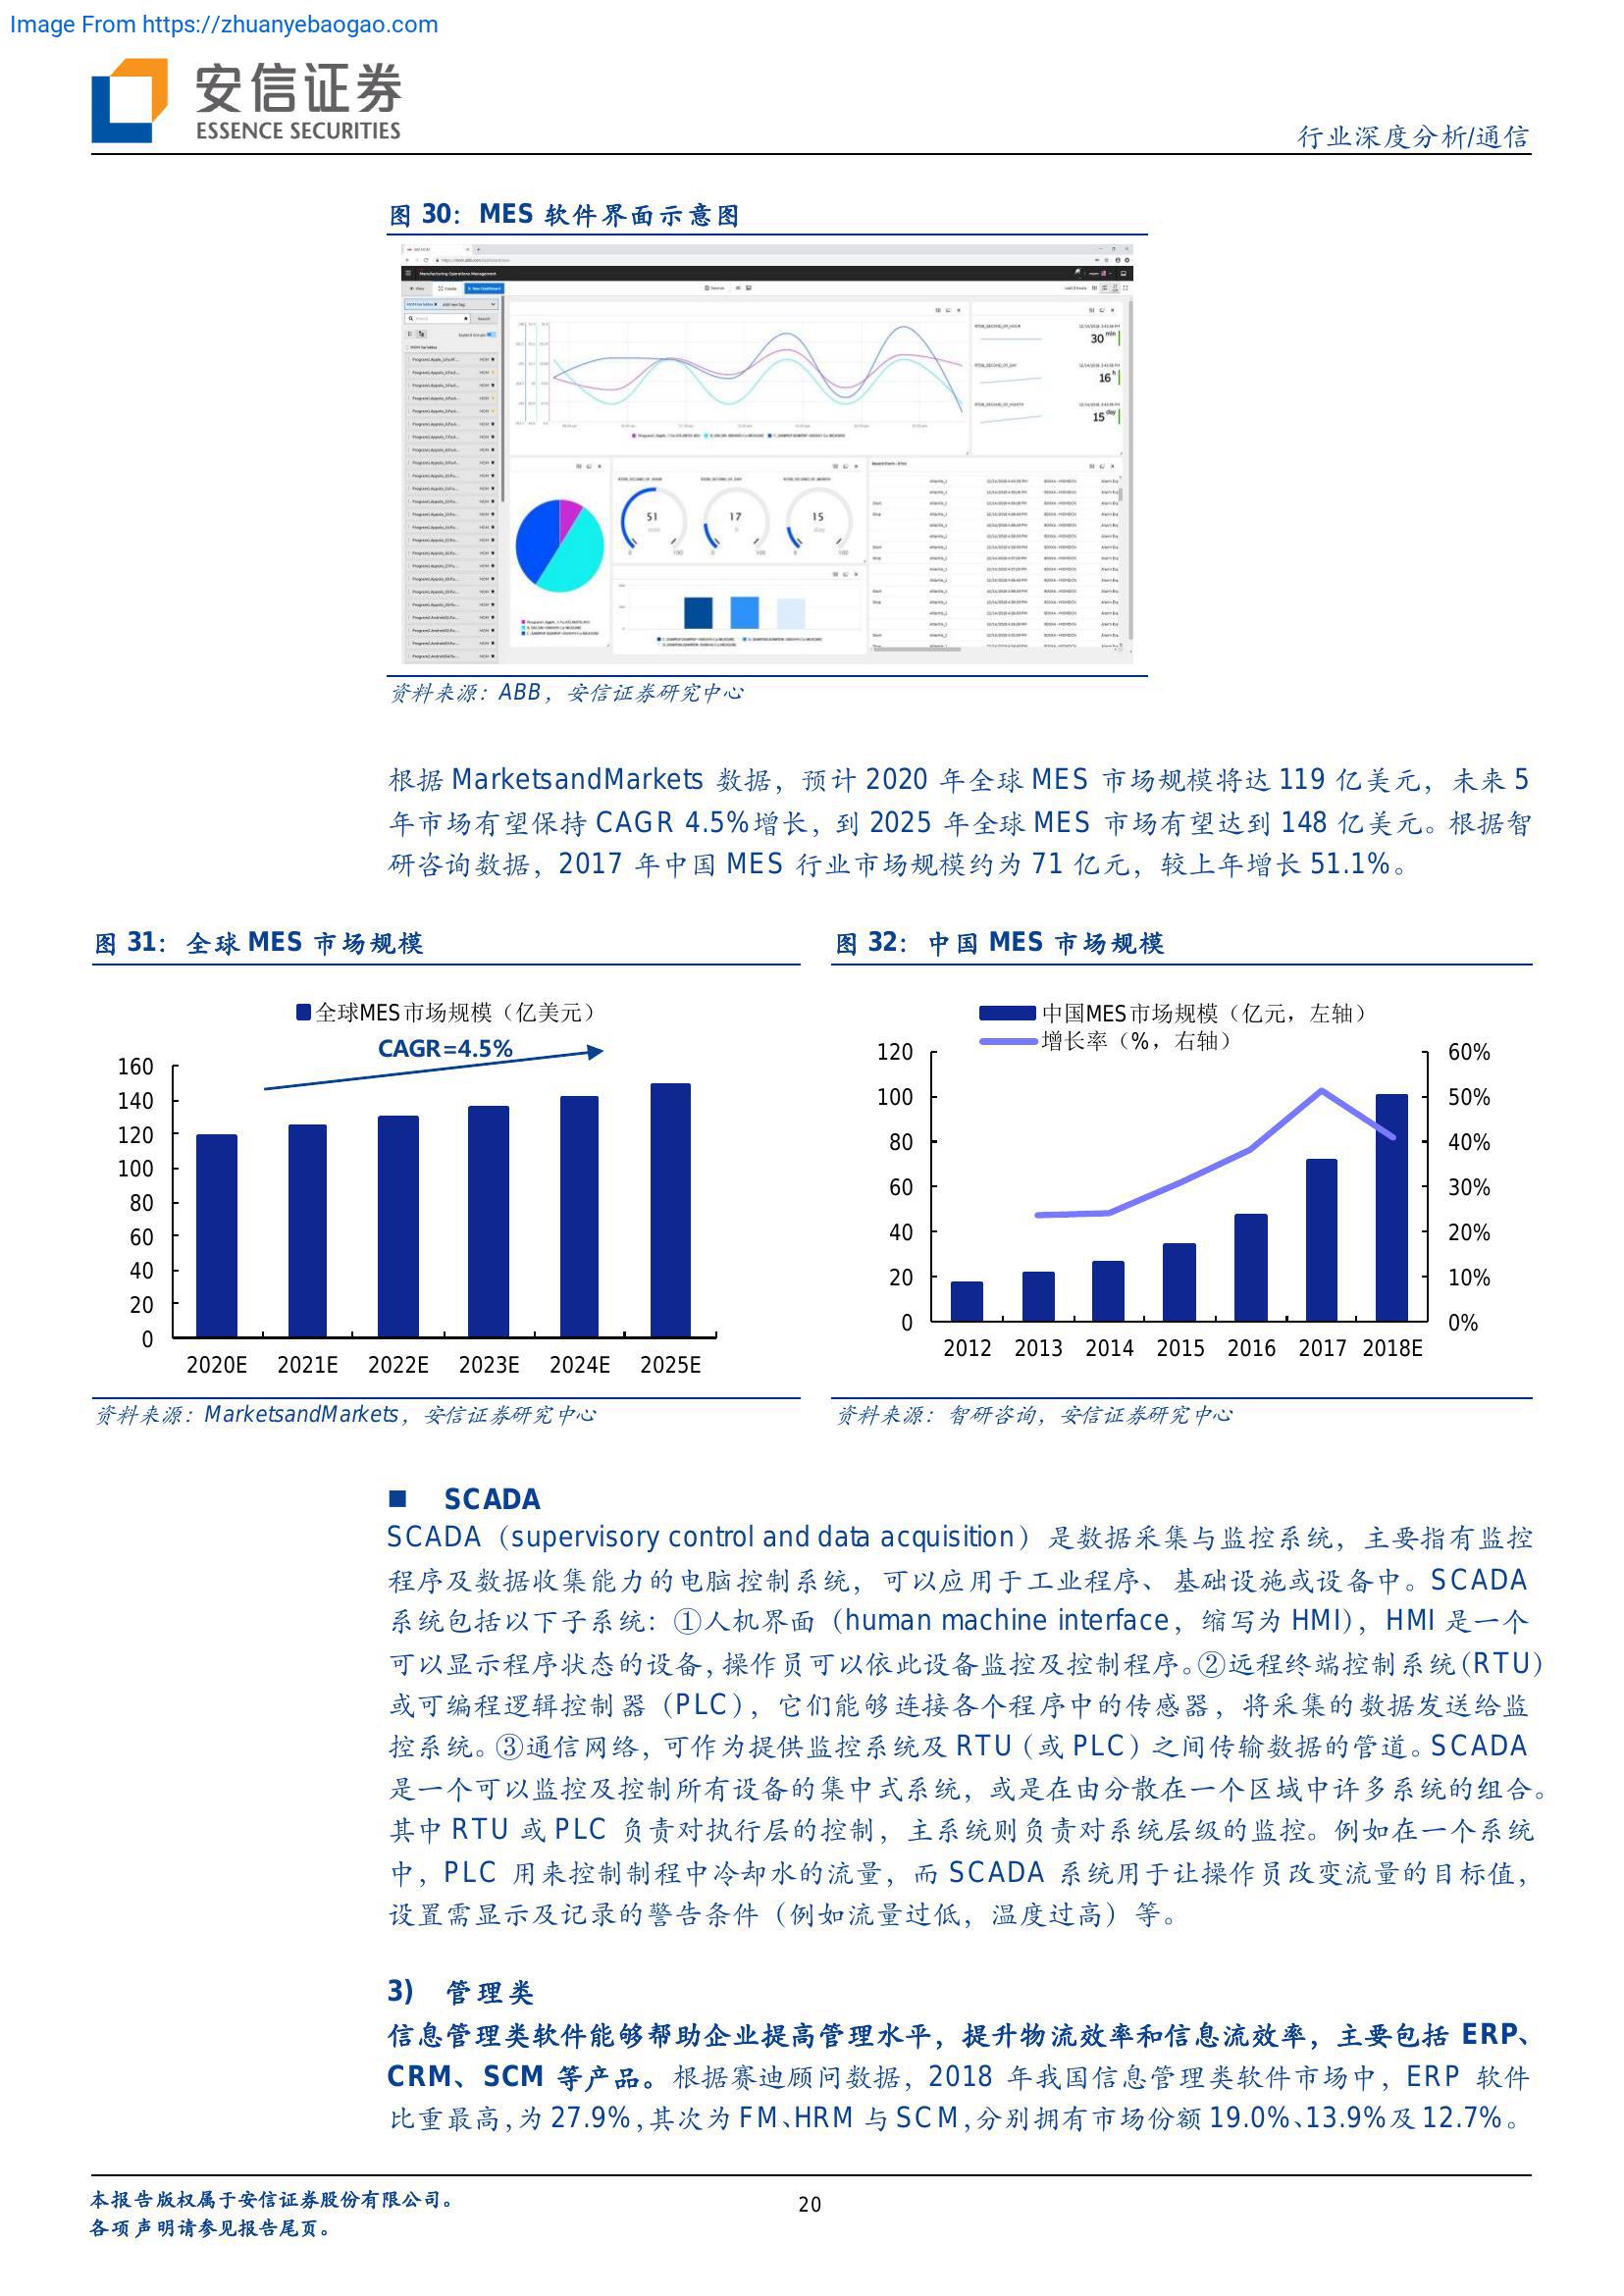 Image From https://zhuanyebaogao.com
安信证券
ESSENCE SECURITIES
行业深度分析/通信
图 30： MES 软件界面示意图
Manufacturing Operations Management
30 min
16 h
15 day
51
17
15
0 100 0 100 0 100
资料来源：ABB，安信证券研究中心
根据 MarketsandMarkets 数据，预计 2020 年全球 MES 市场规模将达 119 亿美元，未来 5
年市场有望保持 CAGR 4.5%增长，到 2025 年全球 MES 市场有望达到 148 亿美元。根据智
研咨询数据，2017 年中国 MES 行业市场规模约为 71 亿元，较上年增长 51.1%。
图 31： 全球 MES 市场规模
全球MES市场规模（亿美元）
CAGR=4.5%
160
140
120
100
80
60
40
20
0
2020E 2021E 2022E 2023E 2024E 2025E
资料来源：MarketsandMarkets，安信证券研究中心
图 32： 中国 MES 市场规模
中国MES市场规模（亿元，左轴）
增长率（%，右轴）
120 60%
100 50%
80 40%
60 30%
40 20%
20 10%
0 0%
2012 2013 2014 2015 2016 2017 2018E
资料来源：智研咨询，安信证券研究中心
■ SCADA
SCADA（supervisory control and data acquisition）是数据采集与监控系统，主要指有监控
程序及数据收集能力的电脑控制系统，可以应用于工业程序、基础设施或设备中。SCADA
系统包括以下子系统：①人机界面（human machine interface，缩写为 HMI），HMI 是一个
可以显示程序状态的设备，操作员可以依此设备监控及控制程序。②远程终端控制系统(RTU)
或可编程逻辑控制器（PLC），它们能够连接各个程序中的传感器，将采集的数据发送给监
控系统。③通信网络，可作为提供监控系统及 RTU（或 PLC）之间传输数据的管道。SCADA
是一个可以监控及控制所有设备的集中式系统，或是在由分散在一个区域中许多系统的组合。
其中 RTU 或 PLC 负责对执行层的控制，主系统则负责对系统层级的监控。例如在一个系统
中，PLC 用来控制制程中冷却水的流量，而 SCADA 系统用于让操作员改变流量的目标值，
设置需显示及记录的警告条件（例如流量过低，温度过高）等。
3) 管理类
信息管理类软件能够帮助企业提高管理水平，提升物流效率和信息流效率，主要包括 ERP、
CRM、SCM 等产品。根据赛迪顾问数据，2018 年我国信息管理类软件市场中，ERP 软件
比重最高，为 27.9%，其次为 FM、HRM 与 SCM，分别拥有市场份额 19.0%、13.9%及 12.7%。
本报告版权属于安信证券股份有限公司。
各项声明请参见报告尾页。
20